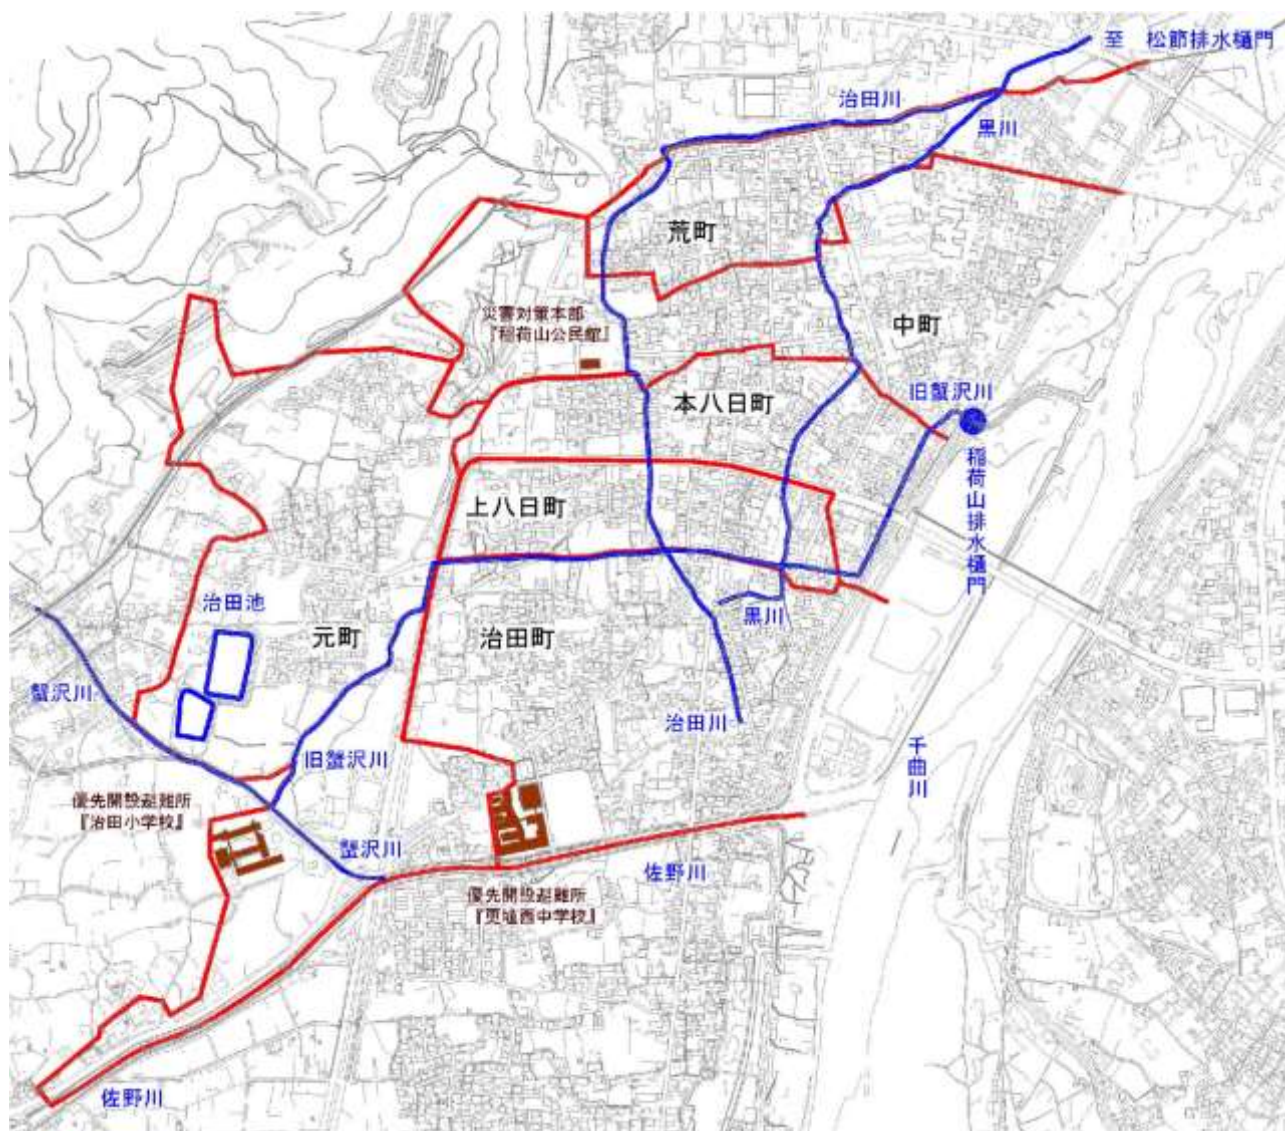 至 松節排水樋門
治田川
黒川
荒町
災害対策本部
『稲荷山公民館』
中町
旧蟹沢川
本八日町
稲荷山排水樋門
上八日町
治田池
元町
治田町
黒川
蟹沢川
治田川
千曲川
旧蟹沢川
優先開設避難所
『治田小学校』
蟹沢川
佐野川
優先開設避難所
『更埴西中学校』
佐野川